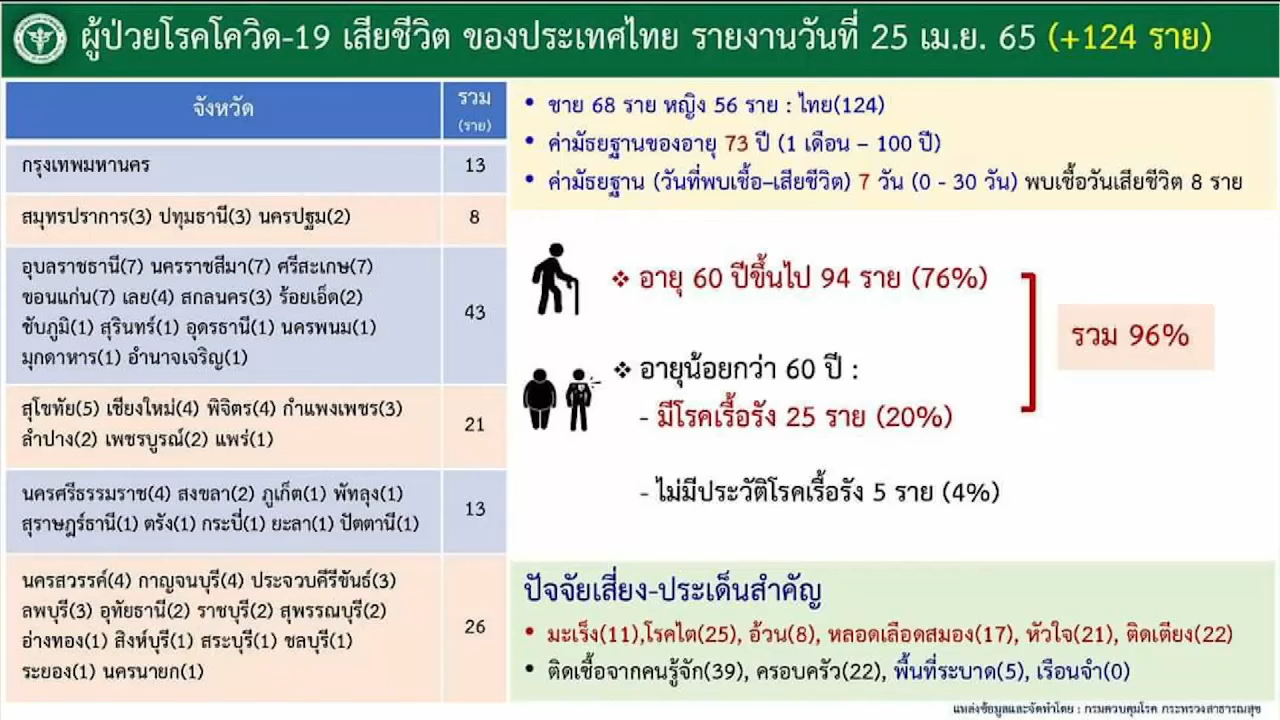 ผู้ป่วยโรคโควิด-19 เสียชีวิต ของประเทศไทย รายงานวันที่ 25 เม.ย. 65 (+124 ราย)
จังหวัด
รวม
(ราย)
กรุงเทพมหานคร
13
สมุทรปราการ(3) ปทุมธานี(3) นครปฐม(2)
8
อุบลราชธานี(7) นครราชสีมา(7) ศรีสะเกษ(7)
ขอนแก่น(7) เลย(4) สกลนคร(3) ร้อยเอ็ด(2)
ชัยภูมิ(1) สุรินทร์(1) อุดรธานี(1) นครพนม(1)
มุกดาหาร(1) อำนาจเจริญ(1)
43
สุโขทัย(5) เชียงใหม่(4) พิจิตร(4) กำแพงเพชร(3)
ลำปาง(2) เพชรบูรณ์(2) แพร่(1)
21
นครศรีธรรมราช(4) สงขลา(2) ภูเก็ต(1) พัทลุง(1)
สุราษฎร์ธานี(1) ตรัง(1) กระบี่(1) ยะลา(1) ปัตตานี(1)
13
นครสวรรค์(4) กาญจนบุรี(4) ประจวบคีรีขันธ์(3)
ลพบุรี(3) อุทัยธานี(2) ราชบุรี(2) สุพรรณบุรี(2)
อ่างทอง(1) สิงห์บุรี(1) สระบุรี(1) ชลบุรี(1)
ระยอง(1) นครนายก(1)
26
• ชาย 68 ราย หญิง 56 ราย : ไทย(124)
• ค่ามัธยฐานของอายุ 73 ปี (1 เดือน – 100 ปี)
• ค่ามัธยฐาน (วันที่พบเชื้อ–เสียชีวิต) 7 วัน (0 - 30 วัน) พบเชื้อวันเสียชีวิต 8 ราย
❖ อายุ 60 ปีขึ้นไป 94 ราย (76%)
❖ อายุน้อยกว่า 60 ปี :
- มีโรคเรื้อรัง 25 ราย (20%)
- ไม่มีประวัติโรคเรื้อรัง 5 ราย (4%)
รวม 96%
ปัจจัยเสี่ยง-ประเด็นสำคัญ
• มะเร็ง(11),โรคไต(25), อ้วน(8), หลอดเลือดสมอง(17), หัวใจ(21), ติดเตียง(22)
• ติดเชื้อจากคนรู้จัก(39), ครอบครัว(22), พื้นที่ระบาด(5), เรือนจำ(0)
แหล่งข้อมูลและจัดทำโดย : กรมควบคุมโรค กระทรวงสาธารณสุข